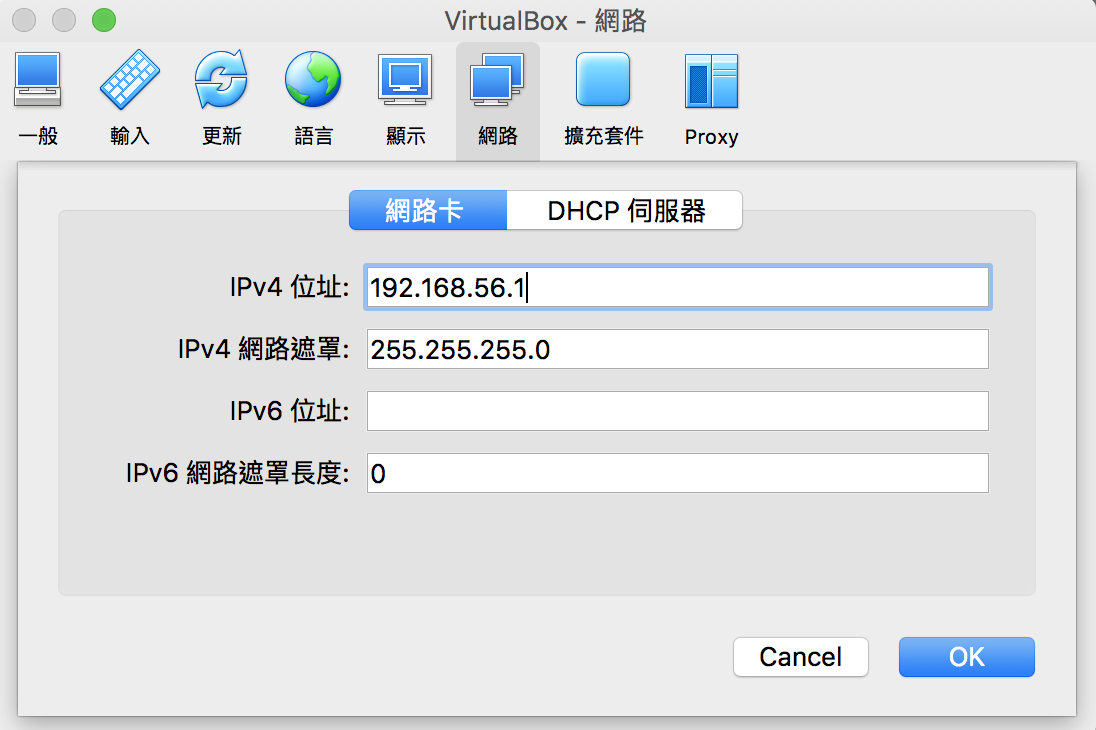 VirtualBox - 網路
一般 輸入 更新 語言 顯示 網路 擴充套件 Proxy
網路卡 DHCP 伺服器
IPv4 位址: 192.168.56.1
IPv4 網路遮罩: 255.255.255.0
IPv6 位址:
IPv6 網路遮罩長度: 0
Cancel OK